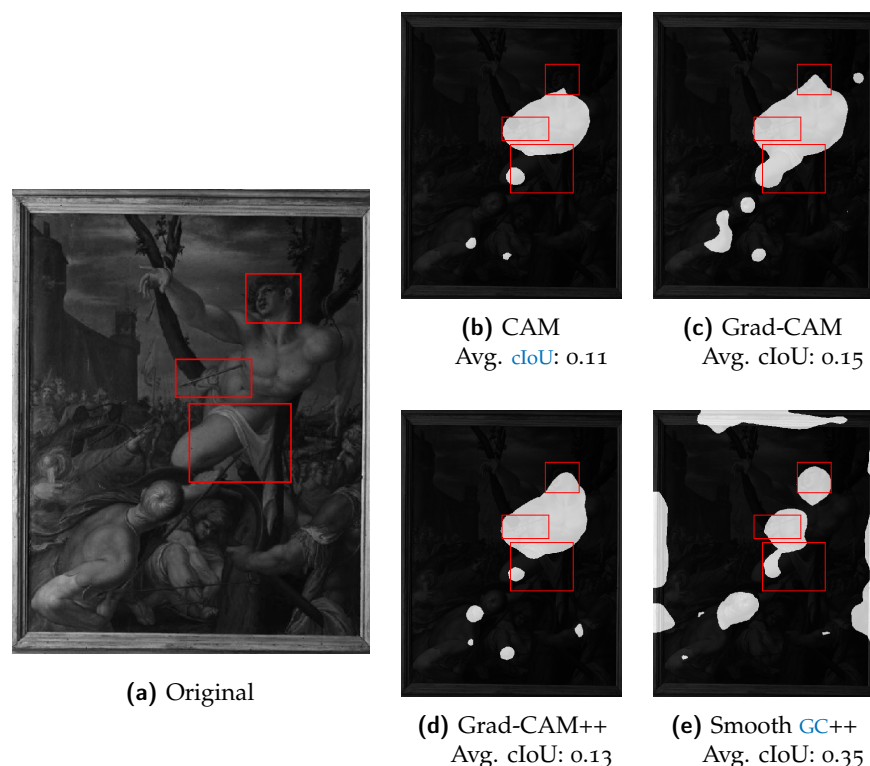 (b) CAM
Avg. cIoU: 0.11
(c) Grad-CAM
Avg. cIoU: 0.15
(a) Original
(d) Grad-CAM++
Avg. cIoU: 0.13
(e) Smooth GC++
Avg. cIoU: 0.35